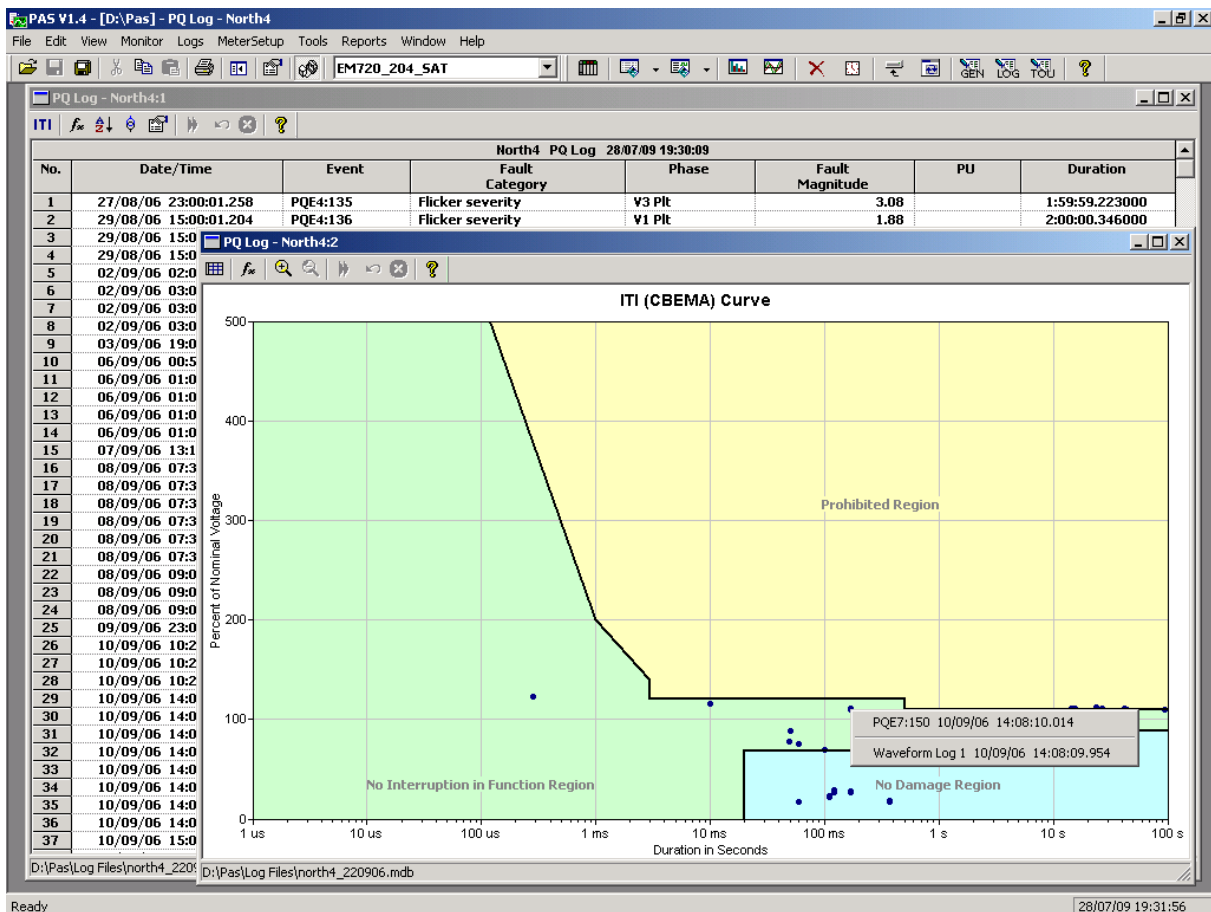 PAS V1.4 - [D:\Pas] - PQ Log - North4
File Edit View Monitor Logs MeterSetup Tools Reports Window Help
EM720_204_SAT GEN LOG TOU
PQ Log - North4:1
ITI
North4 PQ Log 28/07/09 19:30:09
No. Date/Time Event Fault Category Phase Fault Magnitude PU Duration
1 27/08/06 23:00:01.258 PQE4:135 Flicker severity V3 Plt 3.08 1:59:59.223000
2 29/08/06 15:00:01.204 PQE4:136 Flicker severity V1 Plt 1.88 2:00:00.346000
3 29/08/06 15:0
4 29/08/06 15:0
5 02/09/06 02:0
6 02/09/06 03:0
7 02/09/06 03:0
8 02/09/06 03:0
9 03/09/06 19:0
10 06/09/06 00:5
11 06/09/06 01:0
12 06/09/06 01:0
13 06/09/06 01:0
14 06/09/06 01:0
15 07/09/06 13:1
16 08/09/06 07:3
17 08/09/06 07:3
18 08/09/06 07:3
19 08/09/06 07:3
20 08/09/06 07:3
21 08/09/06 07:3
22 08/09/06 09:0
23 08/09/06 09:0
24 08/09/06 09:0
25 09/09/06 23:0
26 10/09/06 10:2
27 10/09/06 10:2
28 10/09/06 10:2
29 10/09/06 14:0
30 10/09/06 14:0
31 10/09/06 14:0
32 10/09/06 14:0
33 10/09/06 14:0
34 10/09/06 14:0
35 10/09/06 14:0
36 10/09/06 14:0
37 10/09/06 15:0
D:\Pas\Log Files\north4_220
PQ Log - North4:2
ITI (CBEMA) Curve
Percent of Nominal Voltage
500
400
300
200
100
0
Prohibited Region
PQE7:150 10/09/06 14:08:10.014
Waveform Log 1 10/09/06 14:08:09.954
No Interruption in Function Region
No Damage Region
1 us 10 us 100 us 1 ms 10 ms 100 ms 1 s 10 s 100 s
Duration in Seconds
D:\Pas\Log Files\north4_220906.mdb
Ready 28/07/09 19:31:56